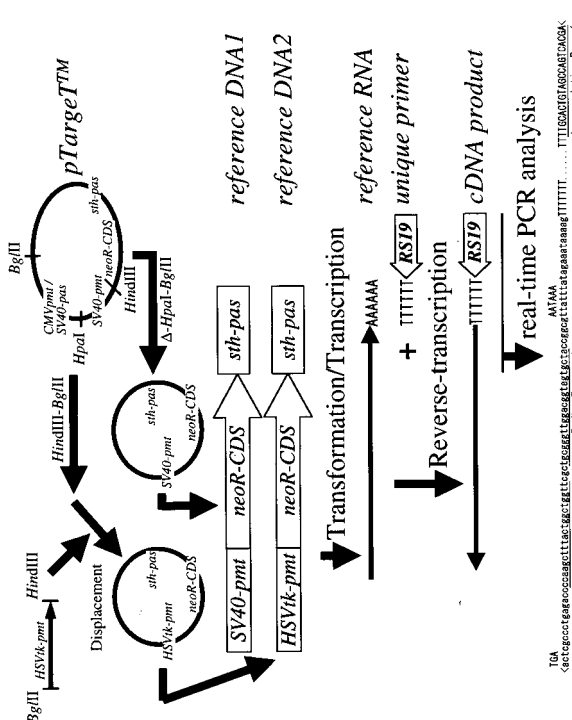 BglII
HSVtk-pmt
HindIII
HindIII-BglII
HpaI
CMVpmt /
SV40-pas
BglII
pTargeT™
sth-pas
neoR-CDS
SV40-pmt
HindIII
Δ-HpaI-BglII
Displacement
sth-pas
HSVtk-pmt
neoR-CDS
sth-pas
SV40-pmt
neoR-CDS
SV40-pmt neoR-CDS sth-pas reference DNA1
HSVtk-pmt neoR-CDS sth-pas reference DNA2
Transformation/Transcription
AAAAAA reference RNA
+ TTTTTT RS19 unique primer
Reverse-transcription
TTTTTT RS19 cDNA product
real-time PCR analysis
TGA AATAAA